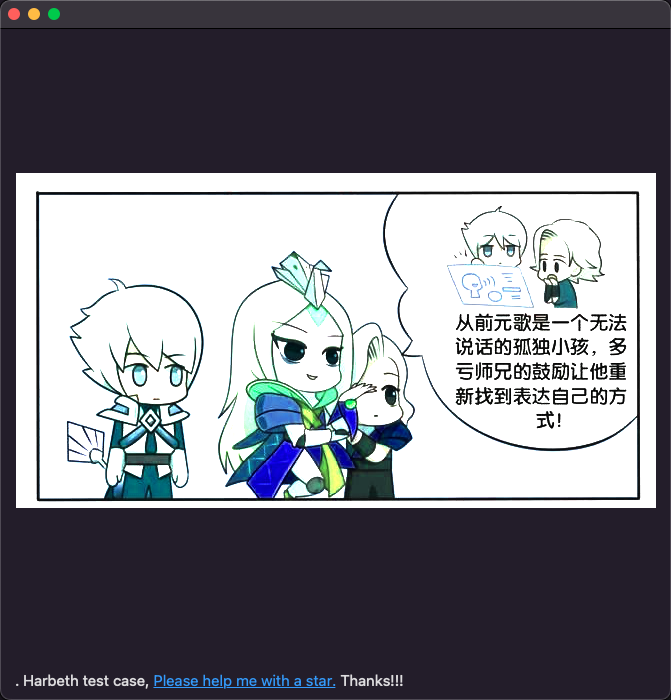 从前元歌是一个无法
说话的孤独小孩，多
亏师兄的鼓励让他重
新找到表达自己的方
式！
. Harbeth test case, Please help me with a star. Thanks!!!